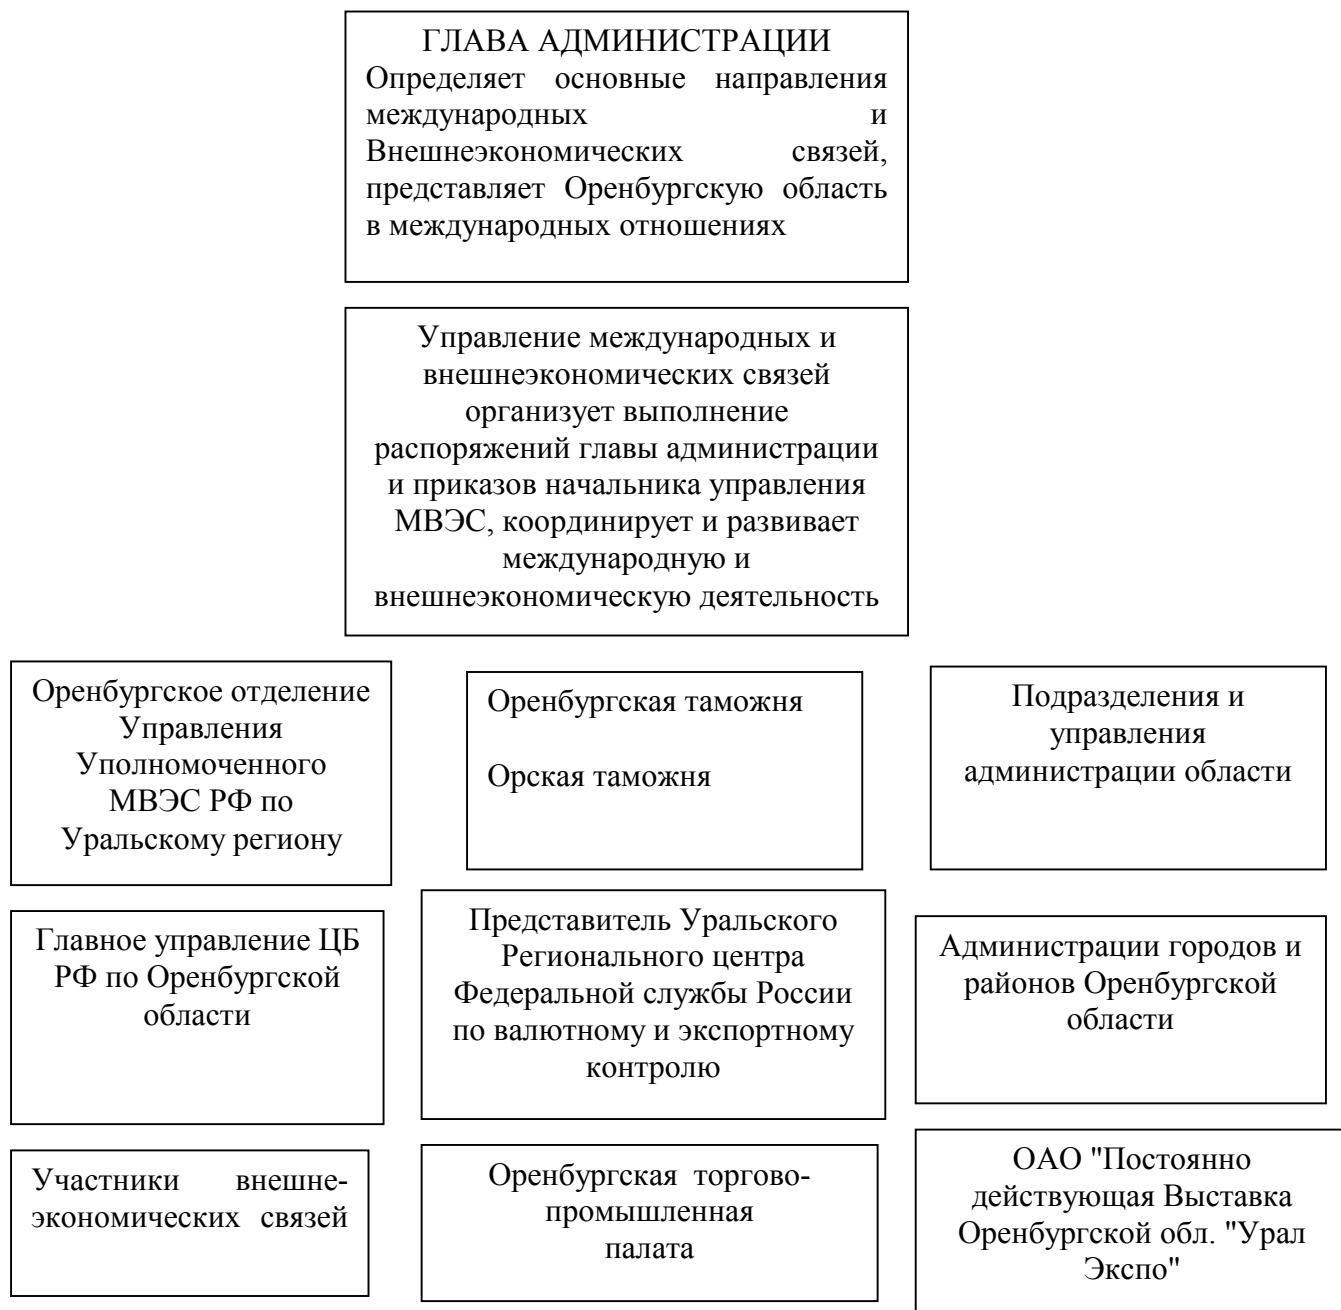 ГЛАВА АДМИНИСТРАЦИИ
Определяет основные направления
международных и
Внешнеэкономических связей,
представляет Оренбургскую область
в международных отношениях
Управление международных и
внешнеэкономических связей
организует выполнение
распоряжений главы администрации
и приказов начальника управления
МВЭС, координирует и развивает
международную и
внешнеэкономическую деятельность
Оренбургское отделение
Управления
Уполномоченного
МВЭС РФ по
Уральскому региону
Оренбургская таможня
Орская таможня
Подразделения и
управления
администрации области
Главное управление ЦБ
РФ по Оренбургской
области
Представитель Уральского
Регионального центра
Федеральной службы России
по валютному и экспортному
контролю
Администрации городов и
районов Оренбургской
области
Участники внешне-
экономических связей
Оренбургская торгово-
промышленная
палата
ОАО "Постоянно
действующая Выставка
Оренбургской обл. "Урал
Экспо"